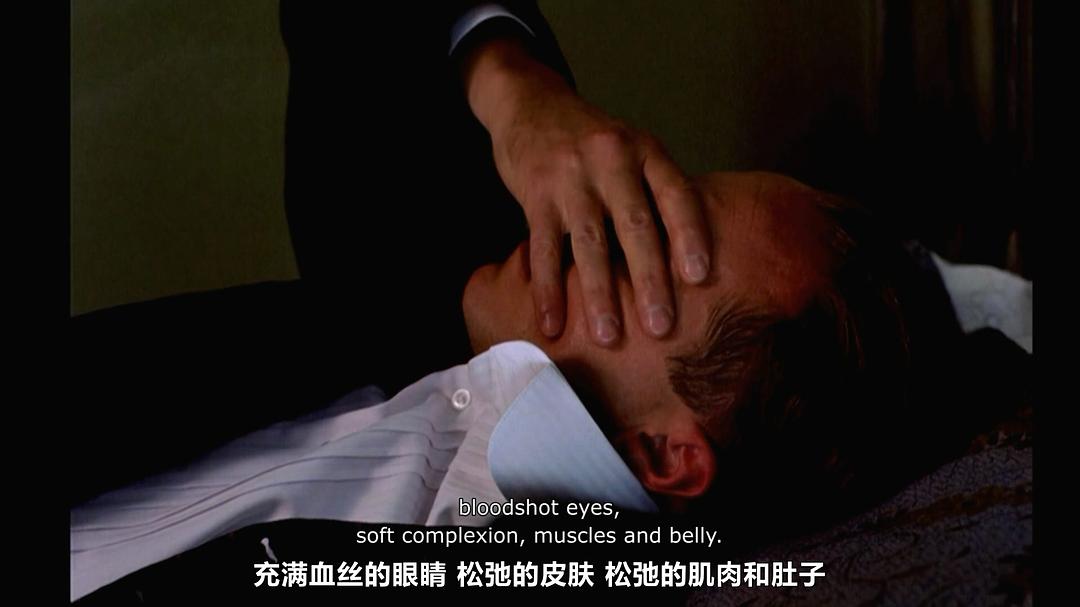 bloodshot eyes,
soft complexion, muscles and belly.
充满血丝的眼睛 松弛的皮肤 松弛的肌肉和肚子